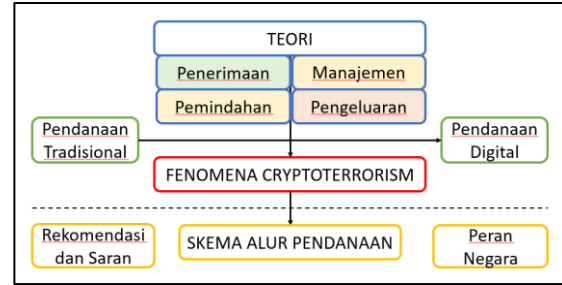 TEORI
Penerimaan
Manajemen
Pemindahan
Pengeluaran
Pendanaan
Tradisional
Pendanaan
Digital
FENOMENA CRYPTOTERRORISM
Rekomendasi
dan Saran
SKEMA ALUR PENDANAAN
Peran
Negara